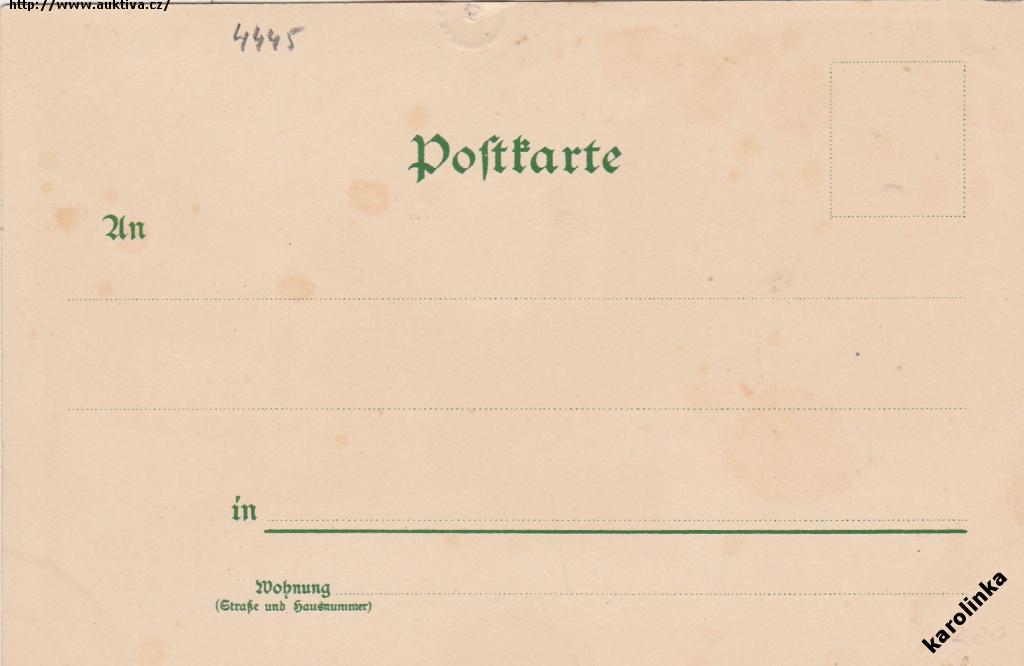 http://www.auktiva.cz/
4445
Poſtkarte
An
in
Wohnung
(Straße und Hausnummer)
karolinka